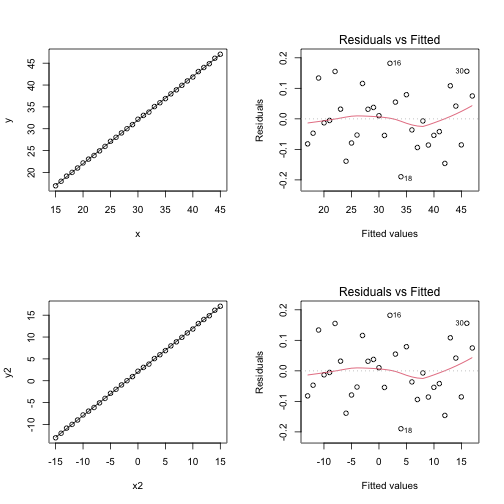 Residuals vs Fitted
y
20 25 30 35 40 45
15 20 25 30 35 40 45
x
Residuals
-0.2 -0.1 0.0 0.1 0.2
16
30
18
20 25 30 35 40 45
Fitted values
Residuals vs Fitted
y2
-10 -5 0 5 10 15
-15 -10 -5 0 5 10 15
x2
Residuals
-0.2 -0.1 0.0 0.1 0.2
16
30
18
-10 -5 0 5 10 15
Fitted values